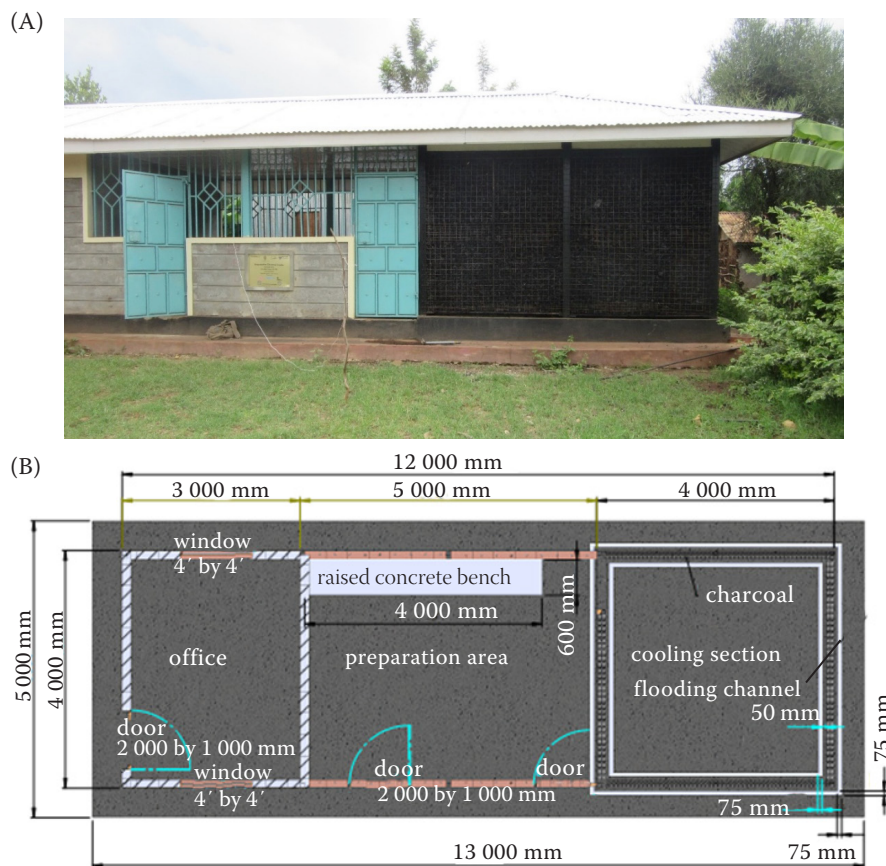 (A)
(B)
12 000 mm
3 000 mm
5 000 mm
4 000 mm
window
4′ by 4′
raised concrete bench
4 000 mm
600 mm
charcoal
5 000 mm
4 000 mm
office
preparation area
cooling section
flooding channel
50 mm
door
2 000 by 1 000 mm
window
4′ by 4′
door
door
2 000 by 1 000 mm
75 mm
75 mm
75 mm
13 000 mm